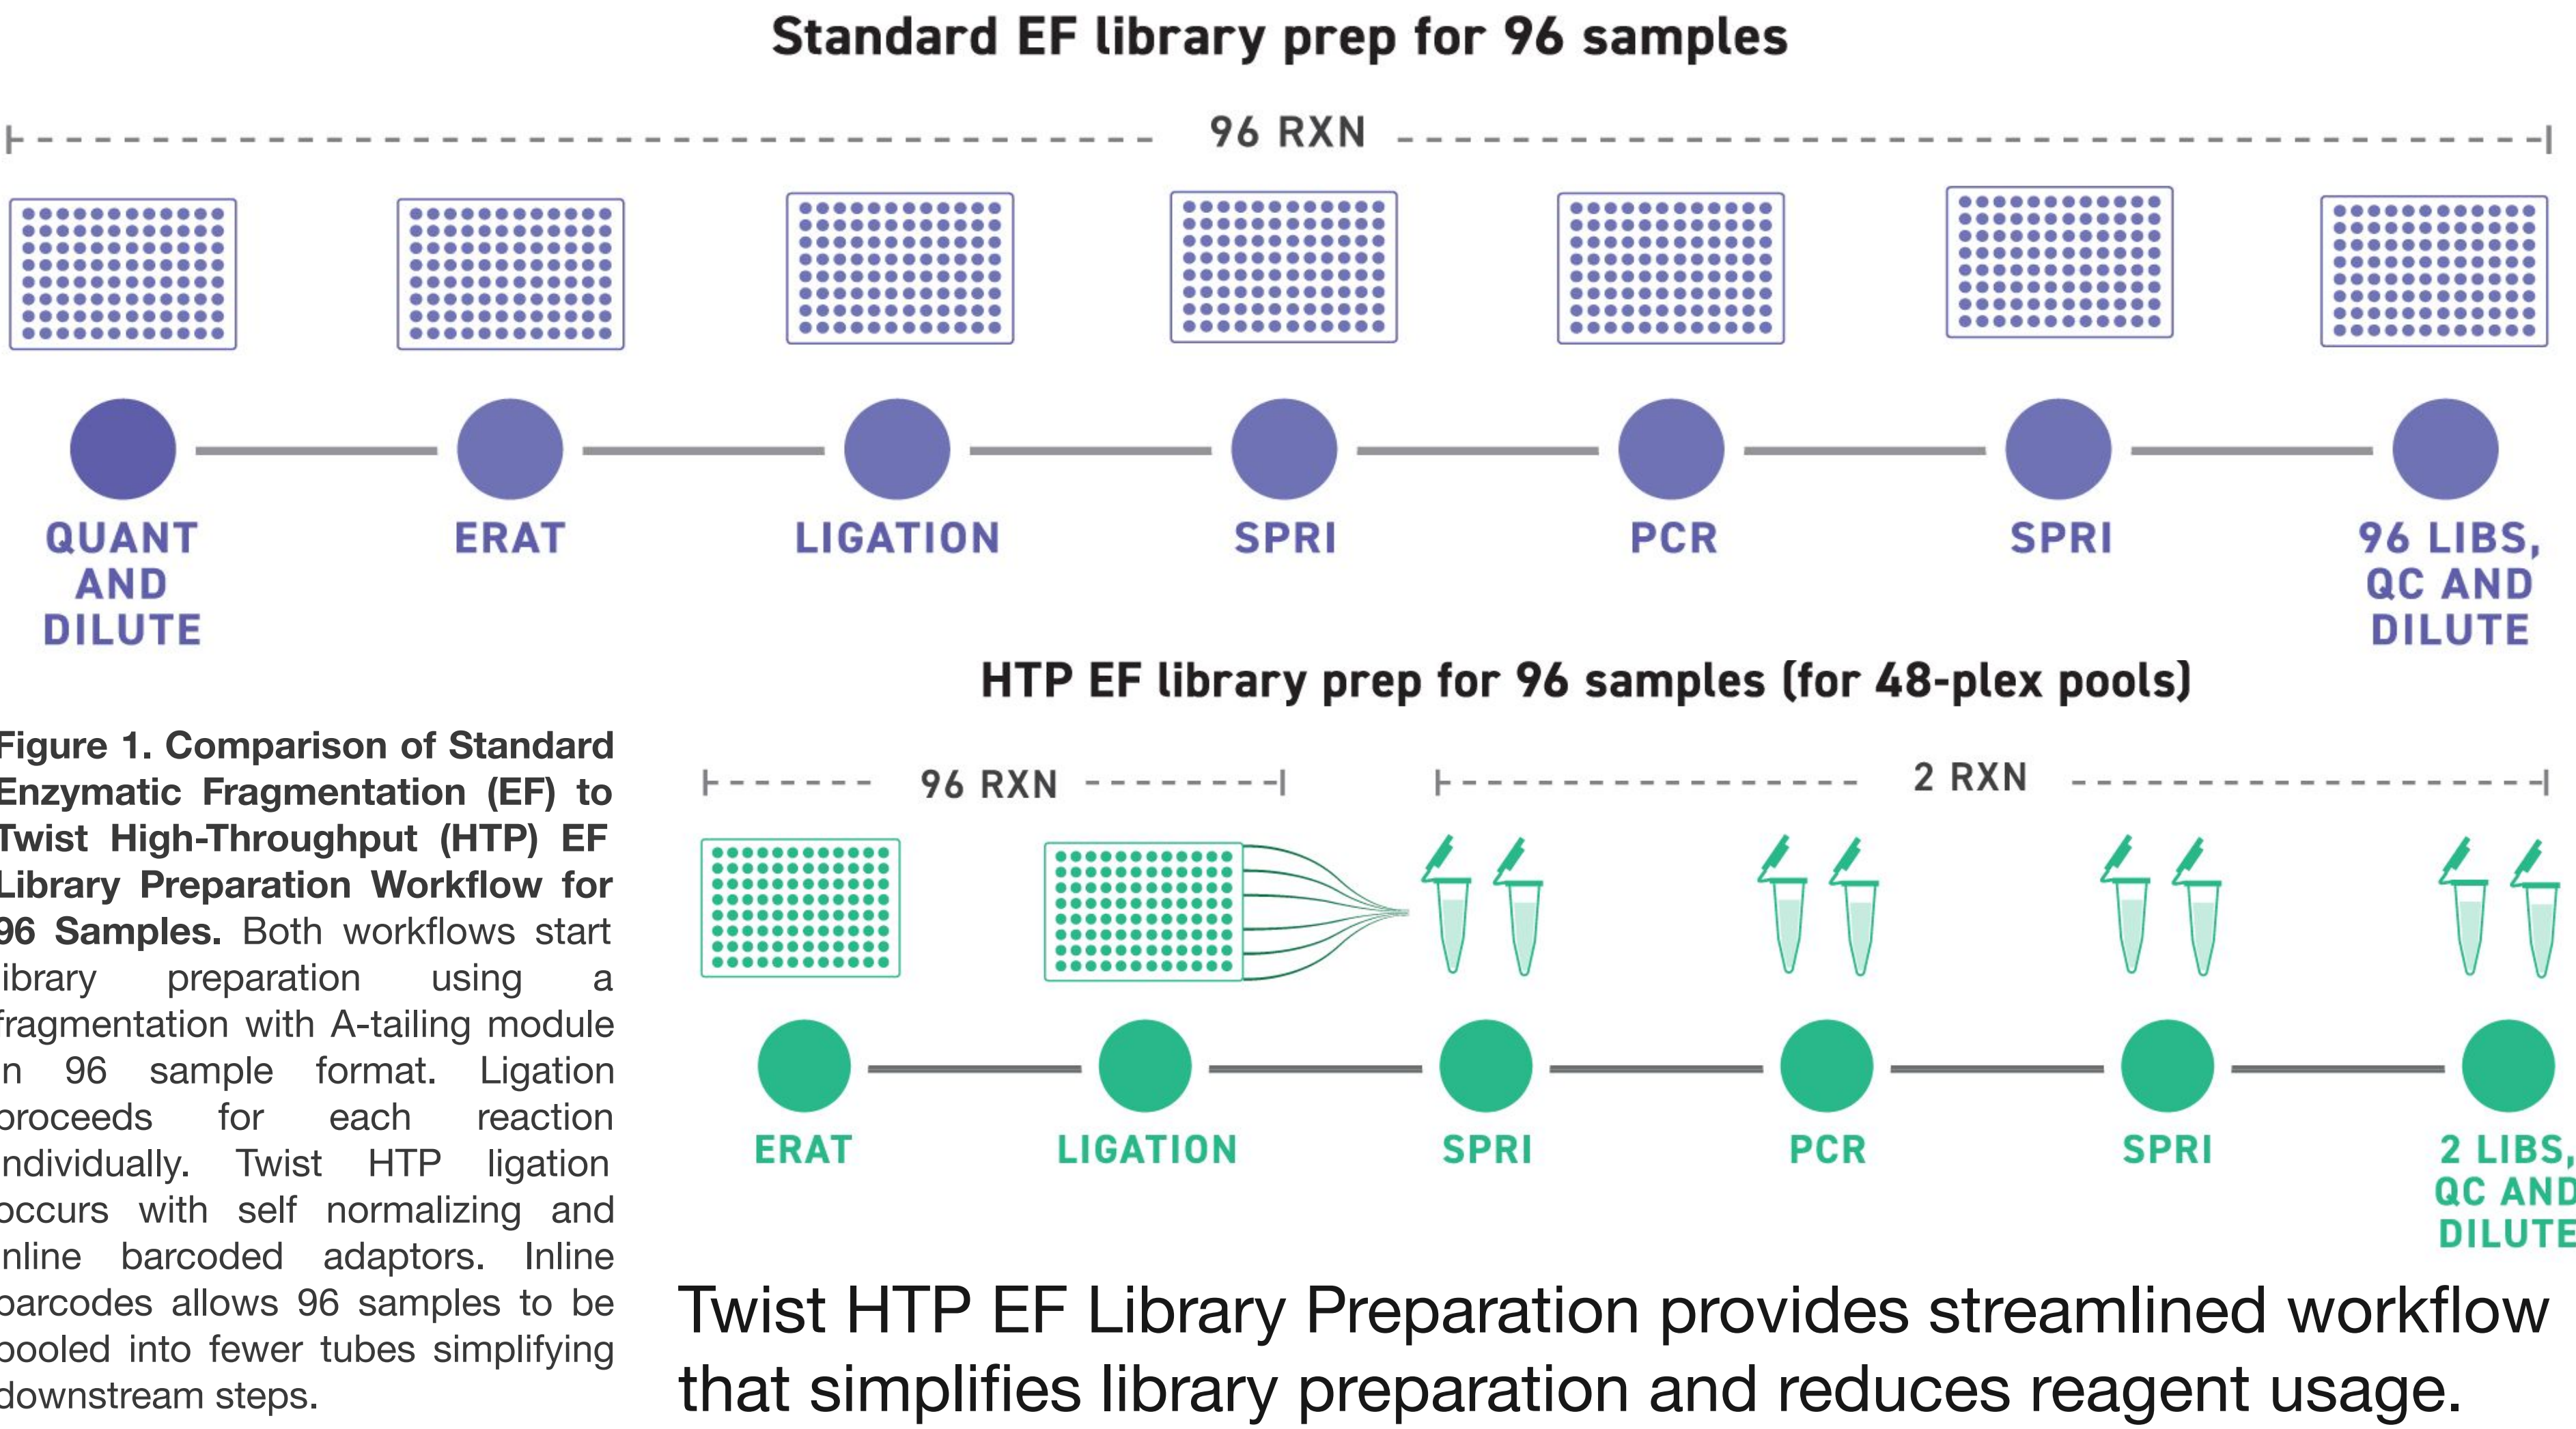 Standard EF library prep for 96 samples
96 RXN
QUANT AND DILUTE
ERAT
LIGATION
SPRI
PCR
SPRI
96 LIBS, QC AND DILUTE
HTP EF library prep for 96 samples (for 48-plex pools)
96 RXN
2 RXN
ERAT
LIGATION
SPRI
PCR
SPRI
2 LIBS, QC AND DILUTE
Figure 1. Comparison of Standard
Enzymatic Fragmentation (EF) to
Twist High-Throughput (HTP) EF
Library Preparation Workflow for
96 Samples. Both workflows start
ibrary preparation using a
fragmentation with A-tailing module
n 96 sample format. Ligation
proceeds for each reaction
ndividually. Twist HTP ligation
occurs with self normalizing and
nline barcoded adaptors. Inline
barcodes allows 96 samples to be
pooled into fewer tubes simplifying
downstream steps.
Twist HTP EF Library Preparation provides streamlined workflow
that simplifies library preparation and reduces reagent usage.